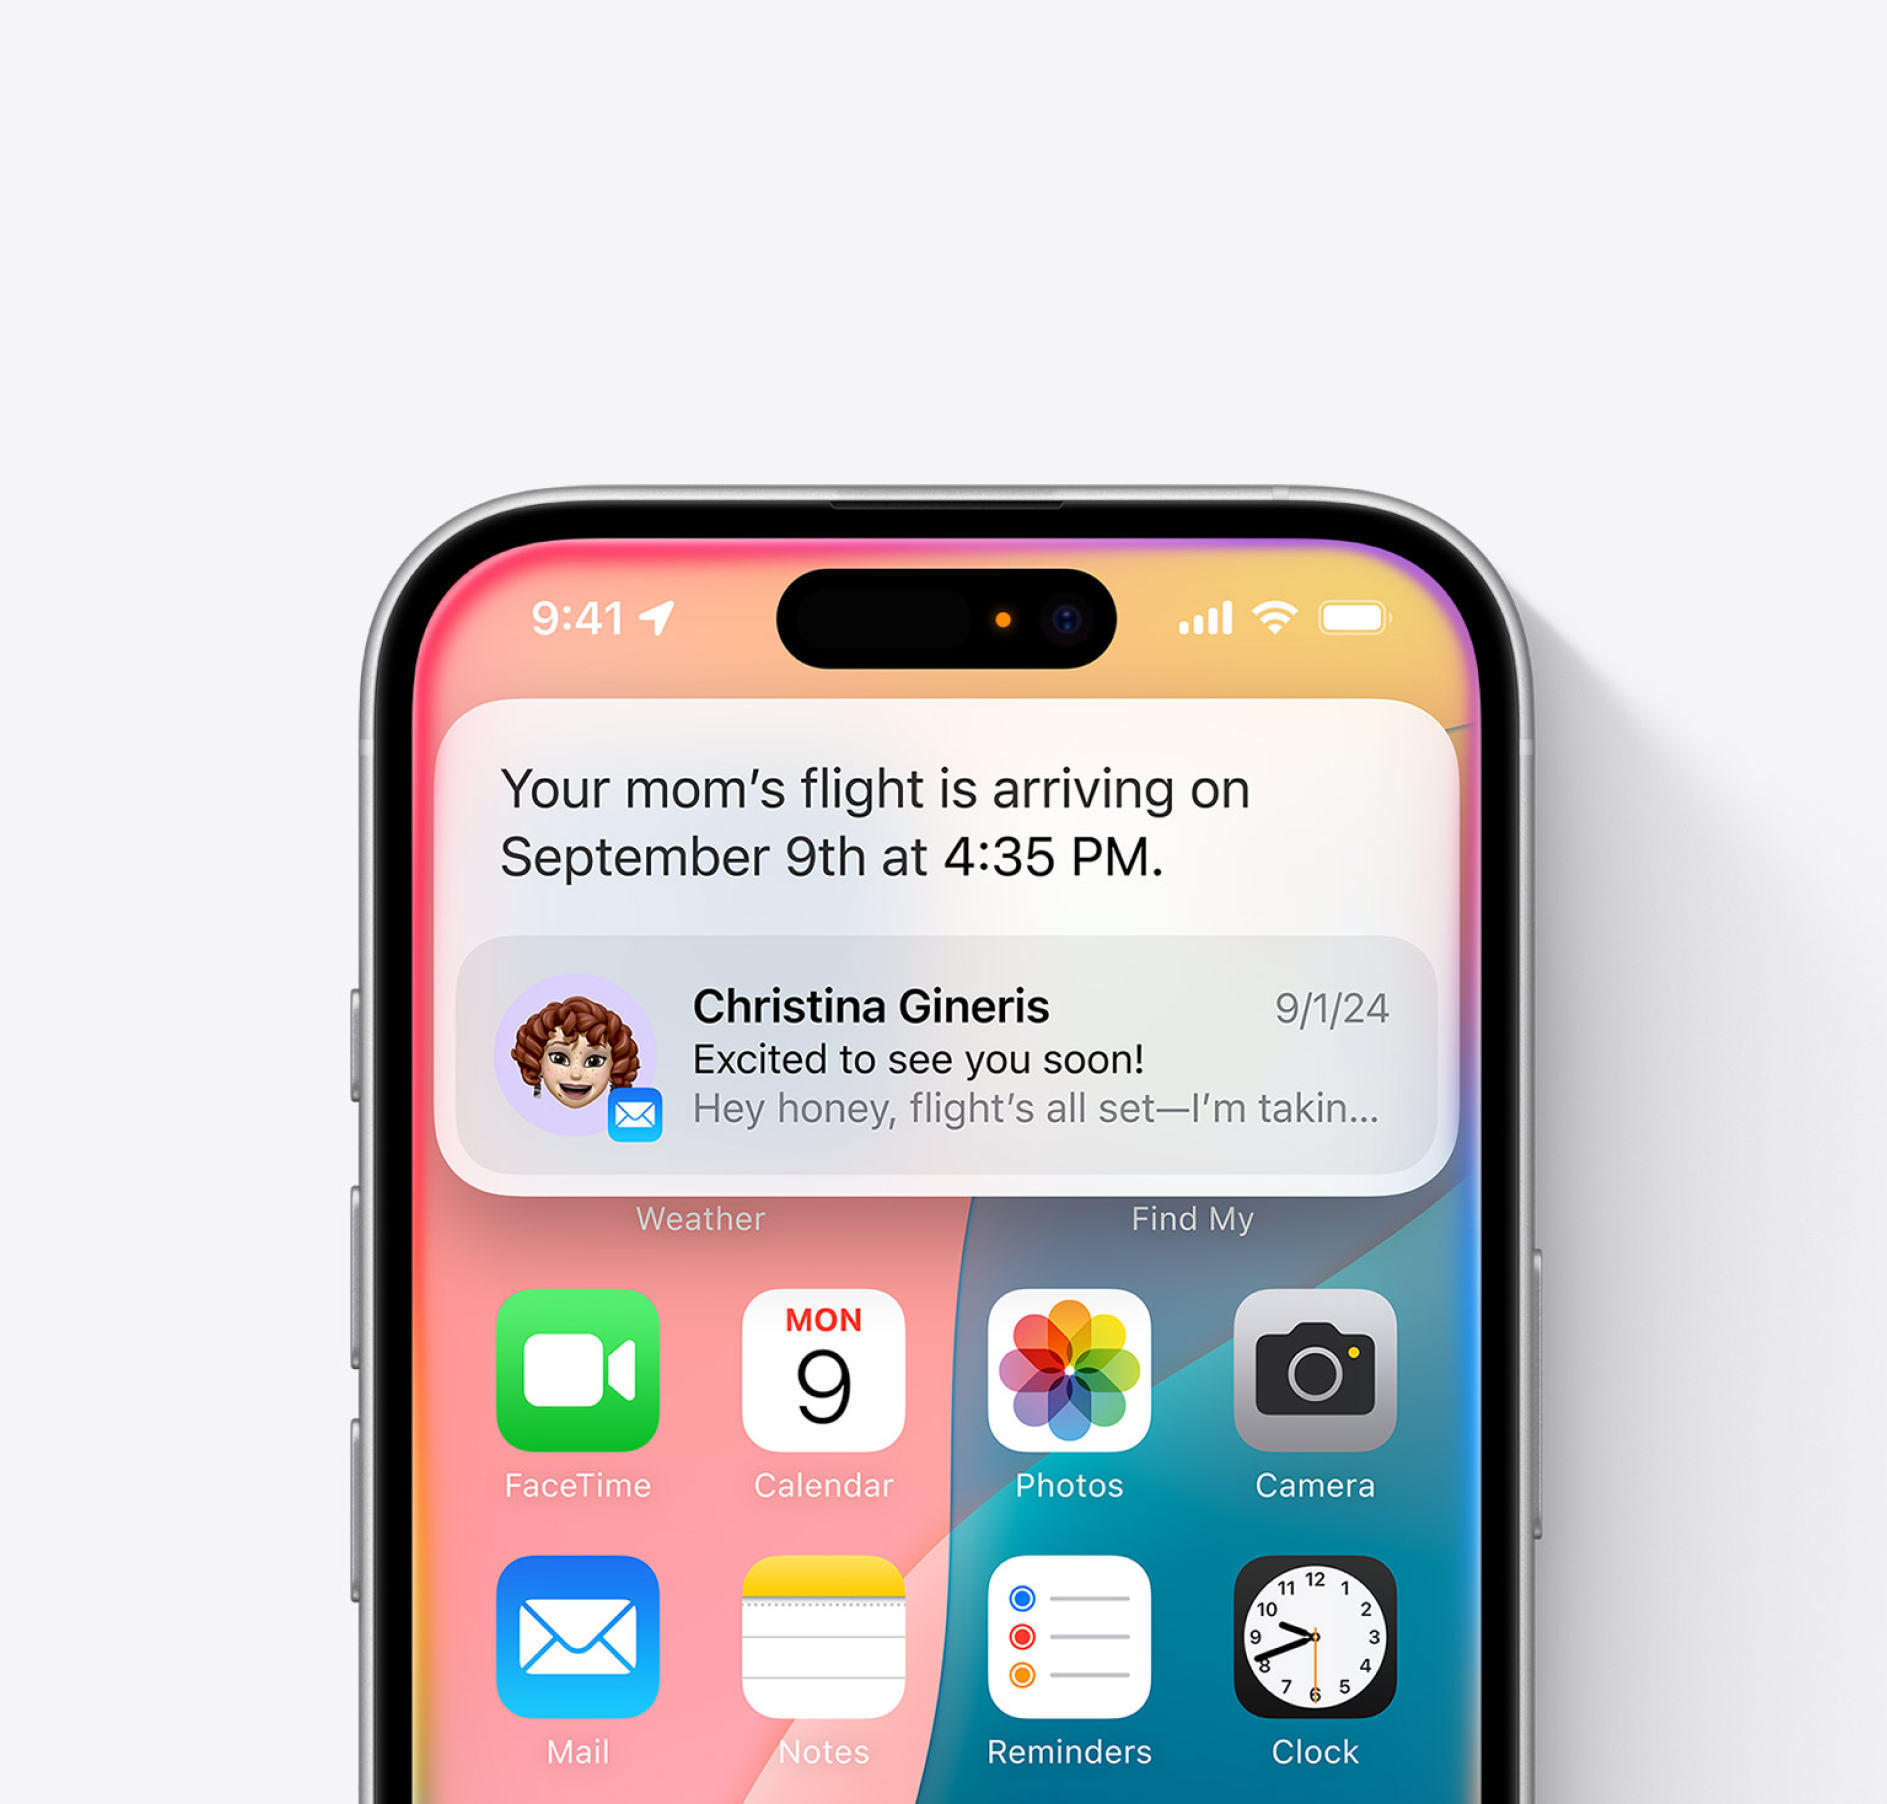 9:41
Your mom’s flight is arriving on
September 9th at 4:35 PM.
Christina Gineris 9/1/24
Excited to see you soon!
Hey honey, flight’s all set—I’m takin...
Weather Find My
MON
9
FaceTime Calendar Photos Camera
11 12 1
10 2
9 3
8 4
7 6 5
Mail Notes Reminders Clock